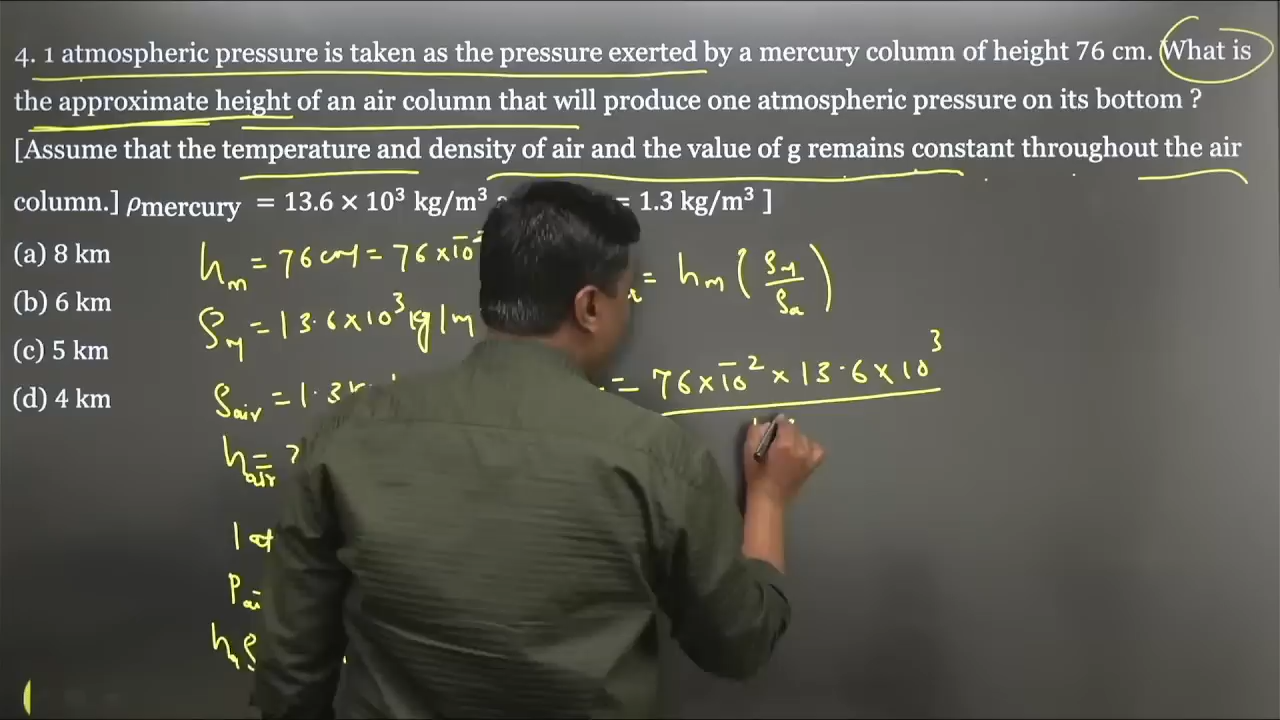 4. 1 atmospheric pressure is taken as the pressure exerted by a mercury column of height 76 cm. What is
the approximate height of an air column that will produce one atmospheric pressure on its bottom ?
[Assume that the temperature and density of air and the value of g remains constant throughout the air
column.] ρmercury = 13.6 × 10³ kg/m³ = 1.3 kg/m³ ]
(a) 8 km
(b) 6 km
(c) 5 km
(d) 4 km
hm = 76 cm = 76×10⁻
ρM = 13.6×10³ kg/m
ρair = 1.3
hair = ?
1 at
Pai
= hm (ρM/ρa)
= 76×10⁻²×13.6×10³